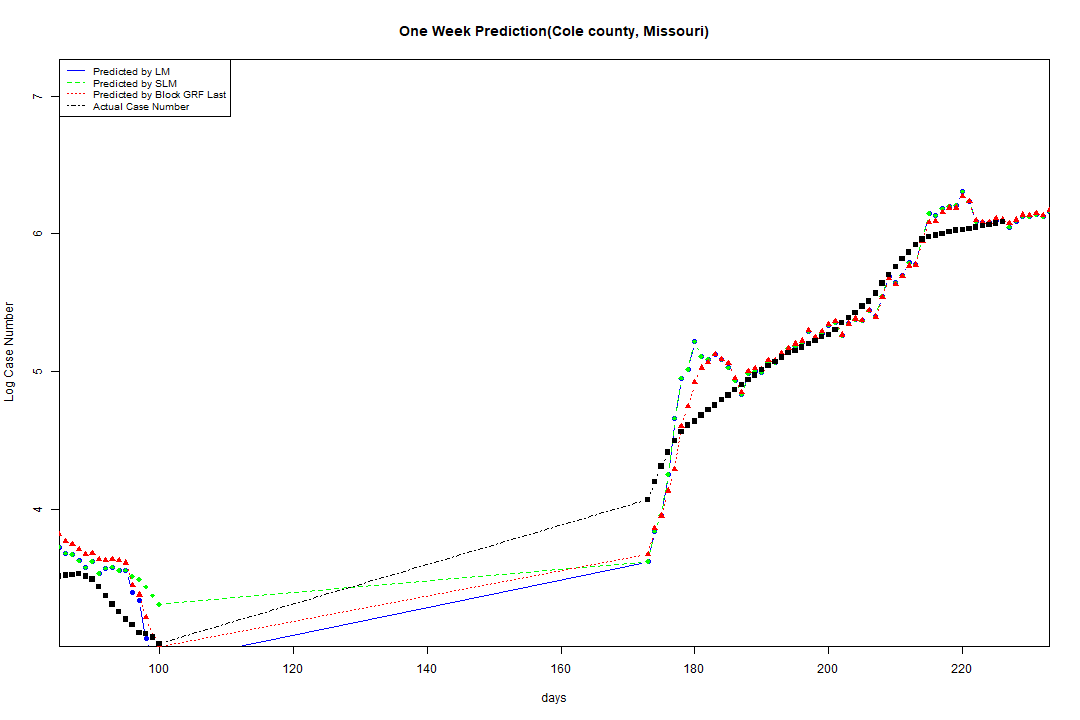 One Week Prediction(Cole county, Missouri)
Predicted by LM
Predicted by SLM
Predicted by Block GRF Last
Actual Case Number
7
6
5
4
Log Case Number
100 120 140 160 180 200 220
days